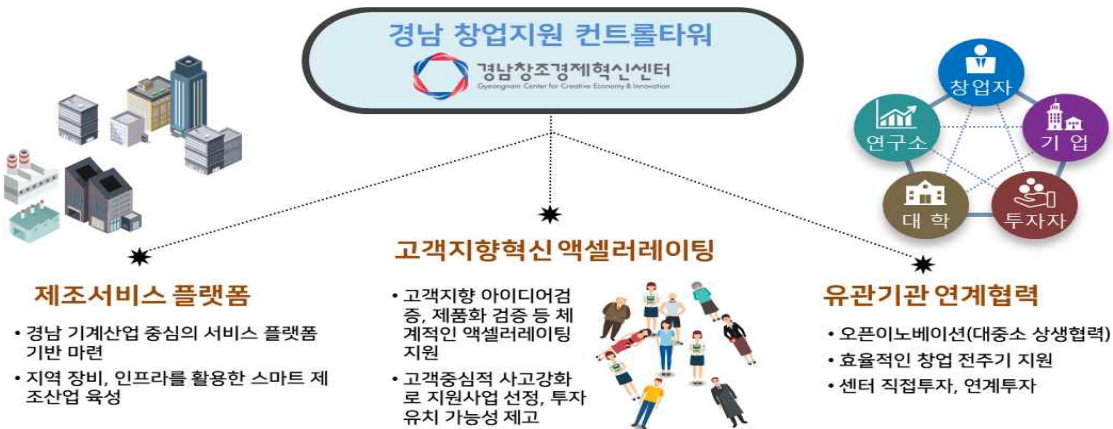 경남 창업지원 컨트롤타워
경남창조경제혁신센터
Gyeongnam Center for Creative Economy & Innovation
창업자
연구소
기 업
대 학
투자자
제조서비스 플랫폼
• 경남 기계산업 중심의 서비스 플랫폼
기반 마련
• 지역 장비, 인프라를 활용한 스마트 제
조산업 육성
고객지향혁신 액셀러레이팅
• 고객지향 아이디어검
증, 제품화 검증 등 체
계적인 액셀러레이팅
지원
• 고객중심적 사고강화
로 지원사업 선정, 투자
유치 가능성 제고
유관기관 연계협력
• 오픈이노베이션(대중소 상생협력)
• 효율적인 창업 전주기 지원
• 센터 직접투자, 연계투자